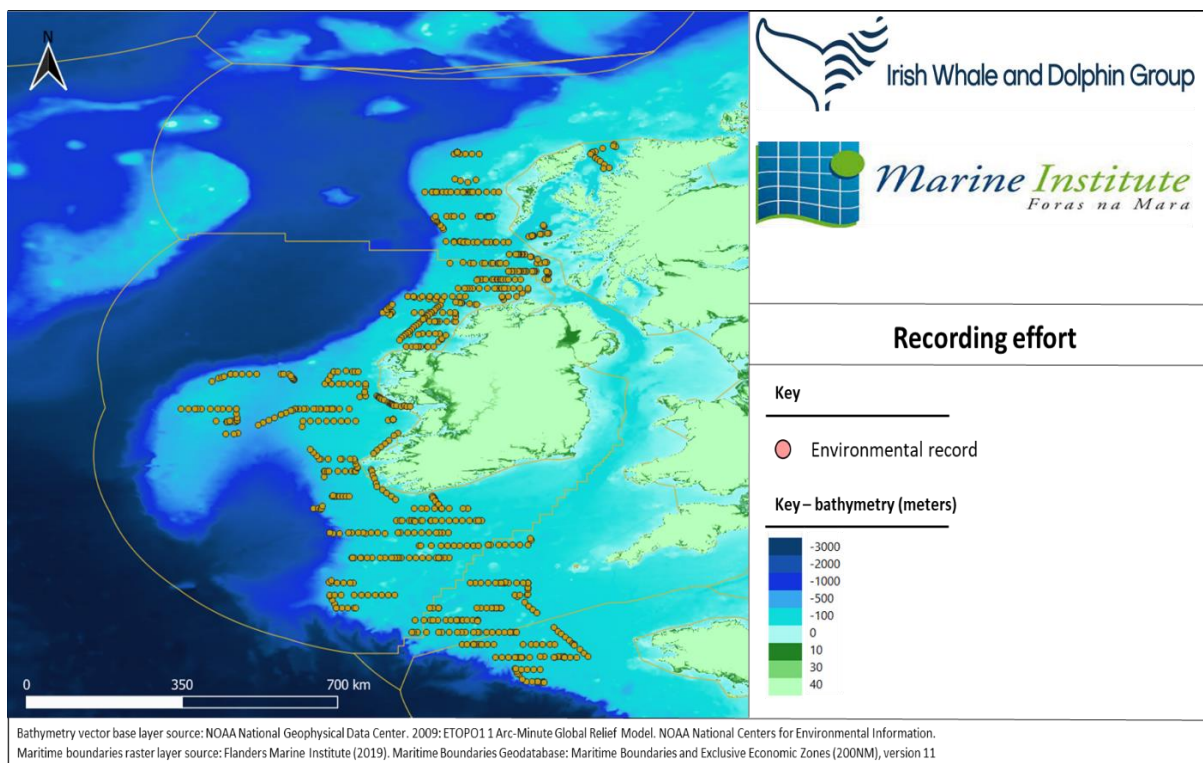 N
0 350 700 km
Irish Whale and Dolphin Group
Marine Institute
Foras na Mara
Recording effort
Key
Environmental record
Key – bathymetry (meters)
-3000
-2000
-1000
-500
-100
0
10
30
40
Bathymetry vector base layer source: NOAA National Geophysical Data Center. 2009: ETOPO1 1 Arc-Minute Global Relief Model. NOAA National Centers for Environmental Information.
Maritime boundaries raster layer source: Flanders Marine Institute (2019). Maritime Boundaries Geodatabase: Maritime Boundaries and Exclusive Economic Zones (200NM), version 11